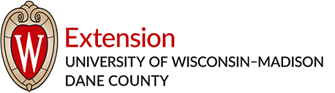 W
Extension
UNIVERSITY OF WISCONSIN–MADISON
DANE COUNTY